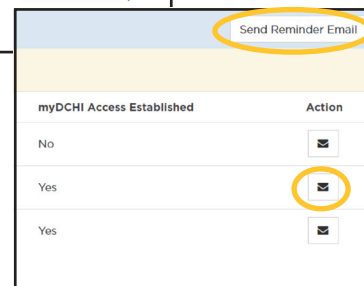 Send Reminder Email
myDCHI Access Established Action
No
Yes
Yes